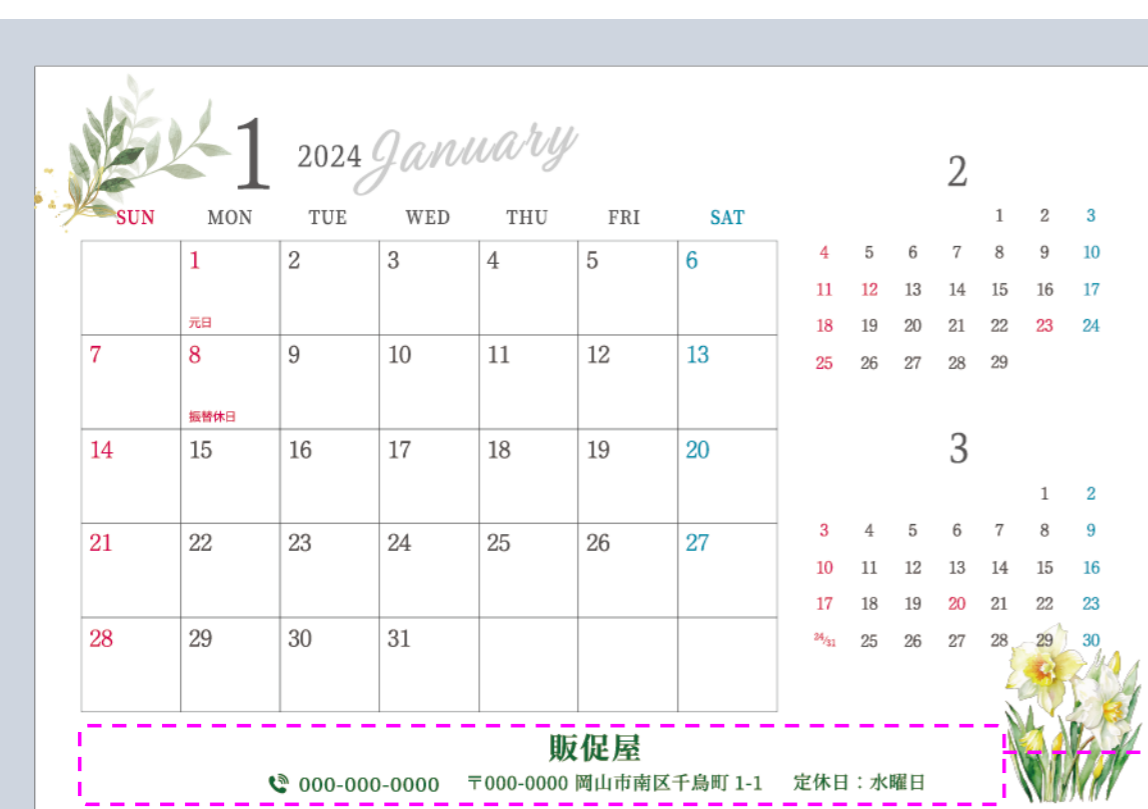 1 2024 January
SUN MON TUE WED THU FRI SAT
1 2 3 4 5 6
元日
7 8 9 10 11 12 13
振替休日
14 15 16 17 18 19 20
21 22 23 24 25 26 27
28 29 30 31
2
1 2 3
4 5 6 7 8 9 10
11 12 13 14 15 16 17
18 19 20 21 22 23 24
25 26 27 28 29
3
1 2
3 4 5 6 7 8 9
10 11 12 13 14 15 16
17 18 19 20 21 22 23
24/31 25 26 27 28 29 30
販促屋
000-000-0000 〒000-0000 岡山市南区千鳥町 1-1 定休日:水曜日